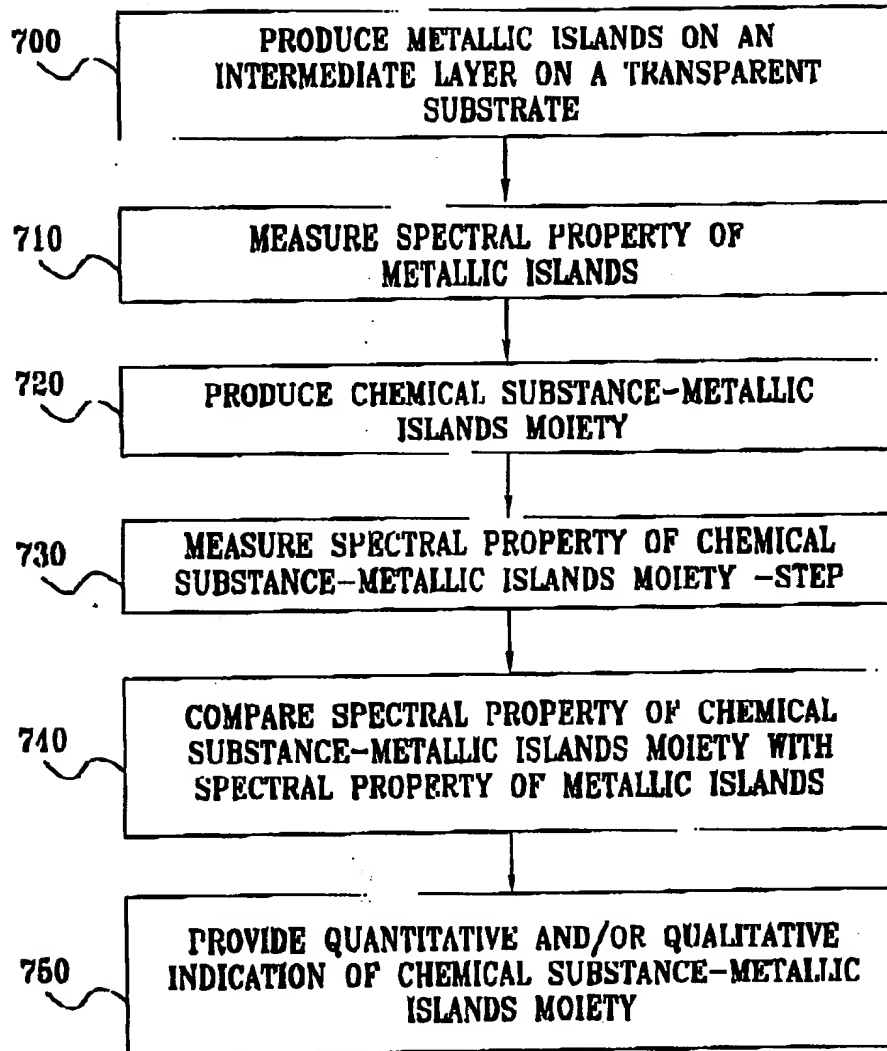 700
PRODUCE METALLIC ISLANDS ON AN
INTERMEDIATE LAYER ON A TRANSPARENT
SUBSTRATE
710
MEASURE SPECTRAL PROPERTY OF
METALLIC ISLANDS
720
PRODUCE CHEMICAL SUBSTANCE-METALLIC
ISLANDS MOIETY
730
MEASURE SPECTRAL PROPERTY OF CHEMICAL
SUBSTANCE-METALLIC ISLANDS MOIETY -STEP
740
COMPARE SPECTRAL PROPERTY OF CHEMICAL
SUBSTANCE-METALLIC ISLANDS MOIETY WITH
SPECTRAL PROPERTY OF METALLIC ISLANDS
750
PROVIDE QUANTITATIVE AND/OR QUALITATIVE
INDICATION OF CHEMICAL SUBSTANCE-METALLIC
ISLANDS MOIETY